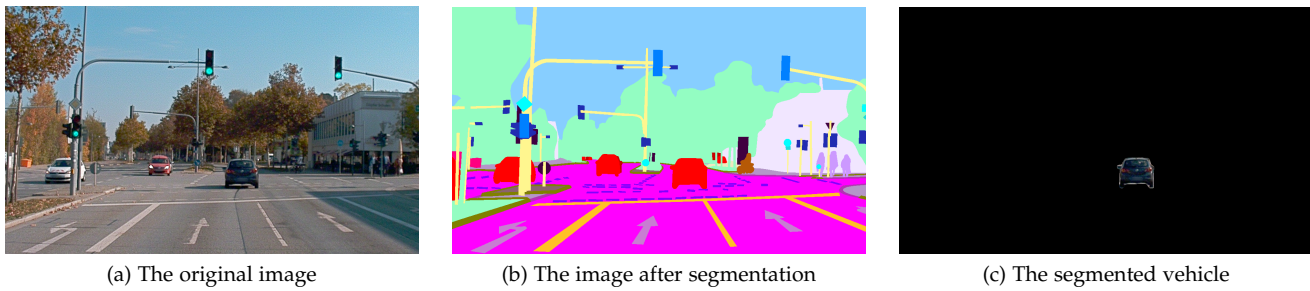 (a) The original image
(b) The image after segmentation
(c) The segmented vehicle